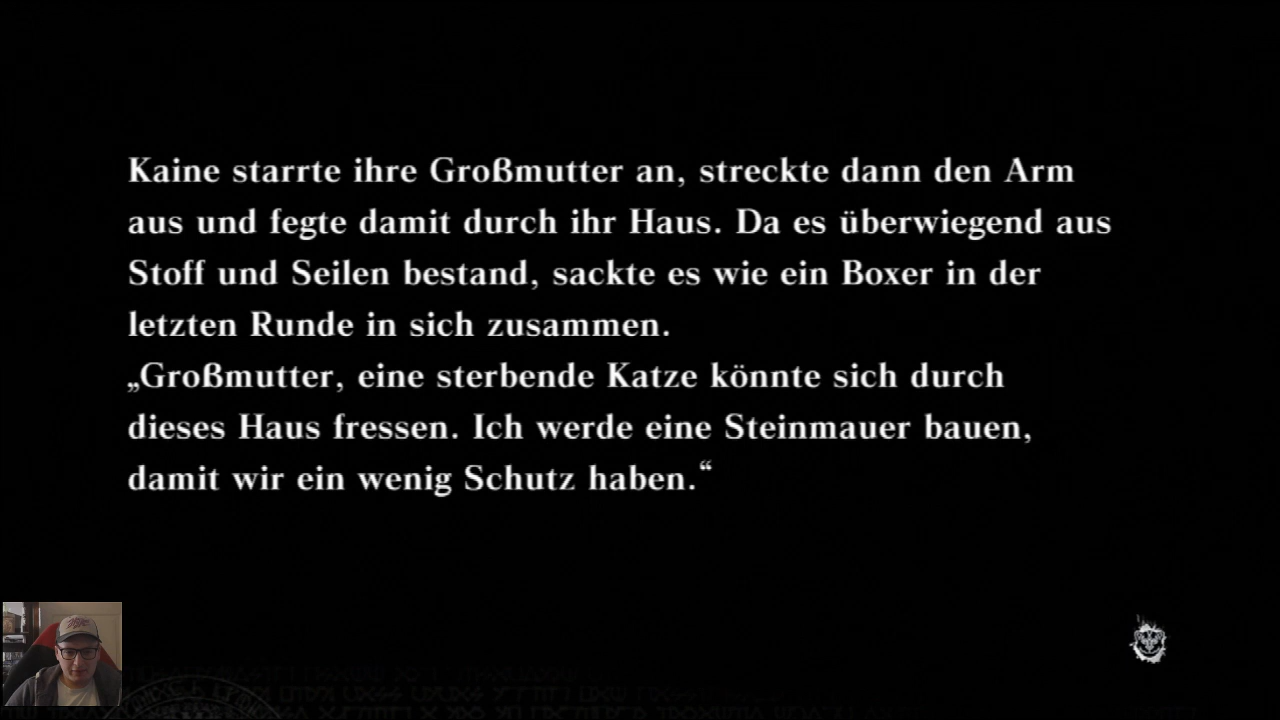 Kaine starrte ihre Großmutter an, streckte dann den Arm
aus und fegte damit durch ihr Haus. Da es überwiegend aus
Stoff und Seilen bestand, sackte es wie ein Boxer in der
letzten Runde in sich zusammen.
„Großmutter, eine sterbende Katze könnte sich durch
dieses Haus fressen. Ich werde eine Steinmauer bauen,
damit wir ein wenig Schutz haben.“